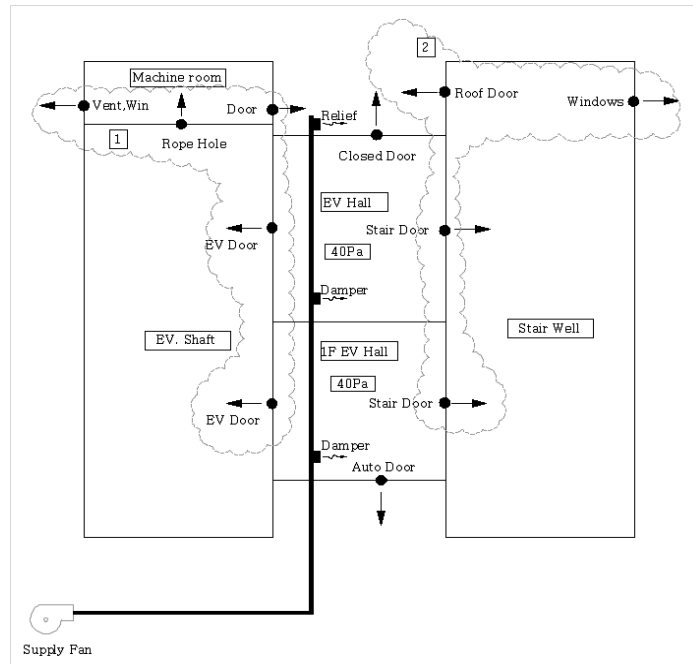 2
Machine room
Vent,Win
Door
Relief
Roof Door
Windows
1
Rope Hole
Closed Door
EV Hall
EV Door
Stair Door
40Pa
Damper
EV. Shaft
1F EV Hall
Stair Well
40Pa
EV Door
Stair Door
Damper
Auto Door
Supply Fan